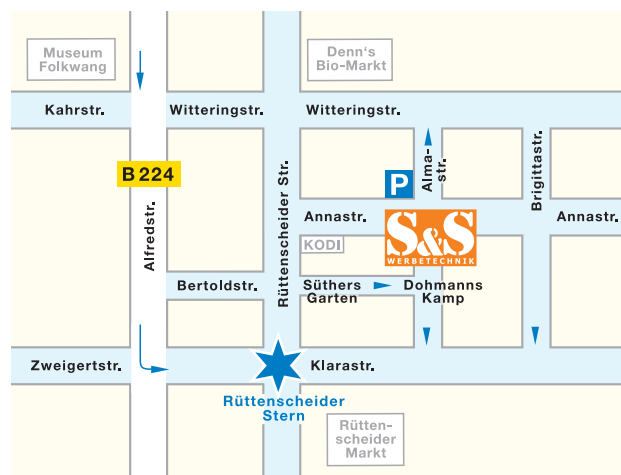 Museum
Folkwang
Denn's
Bio-Markt
Kahrstr.
Witteringstr.
Witteringstr.
B 224
Alfredstr.
Rüttenscheider Str.
P
Alma-
str.
Brigittastr.
Annastr.
S&S
WERBETECHNIK
Annastr.
KODI
Bertoldstr.
Süthers
Garten
Dohmanns
Kamp
Zweigertstr.
Klarastr.
Rüttenscheider
Stern
Rütten-
scheider
Markt